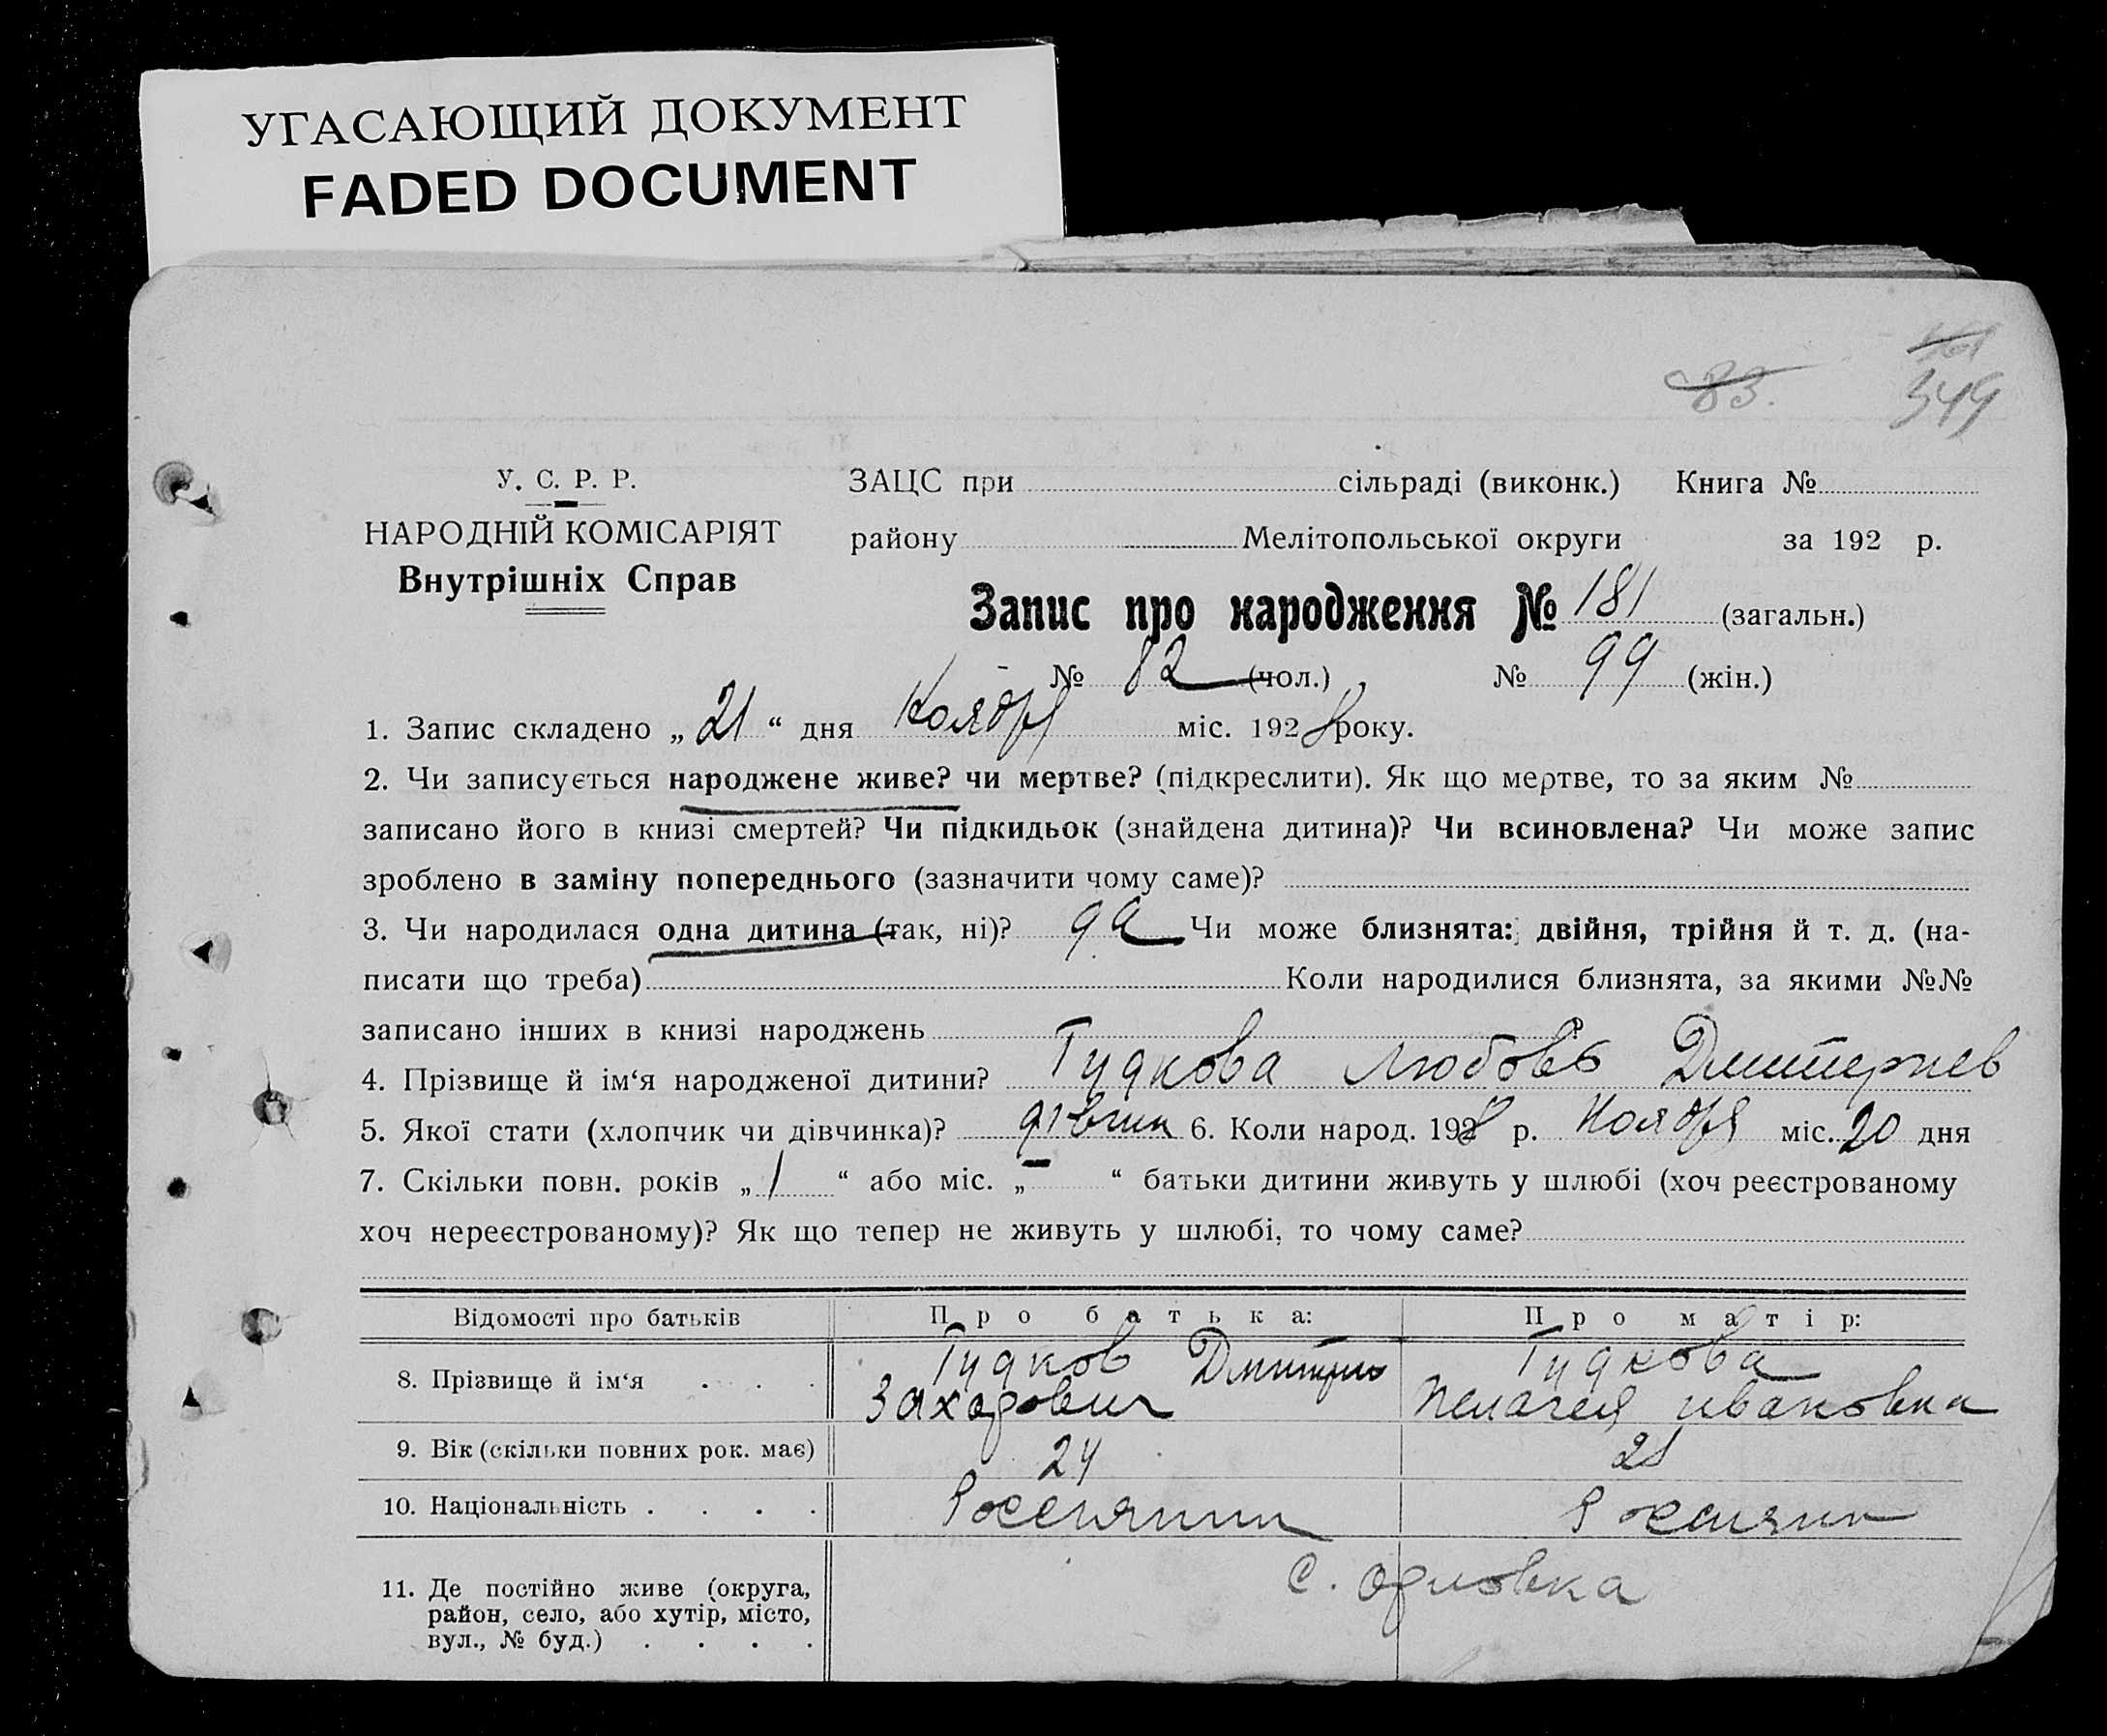 УГАСАЮЩИЙ ДОКУМЕНТ
FADED DOCUMENT
83.
349
У. С. Р. Р.
НАРОДНІЙ КОМІСАРІЯТ
Внутрішніх Справ
ЗАЦС при сільраді (виконк.) Книга №
району Мелітопольської округи за 192 р.
Запис про народження № 181 (загальн.)
№ 82 (чол.) № 99 (жін.)
1. Запис складено „21“ дня Ноября міс. 1928 року.
2. Чи записується народжене живе? чи мертве? (підкреслити). Як що мертве, то за яким №
записано його в книзі смертей? Чи підкидьок (знайдена дитина)? Чи всиновлена? Чи може запис
зроблено в заміну попереднього (зазначити чому саме)?
3. Чи народилася одна дитина (так, ні)? Чи може близнята: двійня, трійня й т. д. (на-
писати що треба) Коли народилися близнята, за якими №№
записано інших в книзі народжень
4. Прізвище й ім‘я народженої дитини? Гудкова Любовь Дмитериев
5. Якої стати (хлопчик чи дівчинка)? дівчин 6. Коли народ. 1928 р. Ноября міс. 20 дня
7. Скільки повн. років „1“ або міс. „–“ батьки дитини живуть у шлюбі (хоч реєстрованому
хоч нереєстрованому)? Як що тепер не живуть у шлюбі, то чому саме?
Відомості про батьків Про батька: Про матір:
8. Прізвище й ім‘я . . . Гудков Дмитрий Захарович Гудкова Пелагея Ивановна
9. Вік (скільки повних рок. має) 24 21
10. Національність . . . . Россиянин Россиянк
11. Де постійно живе (округа,
район, село, або хутір, місто,
вул., № буд.) . . . .
с. Орловка